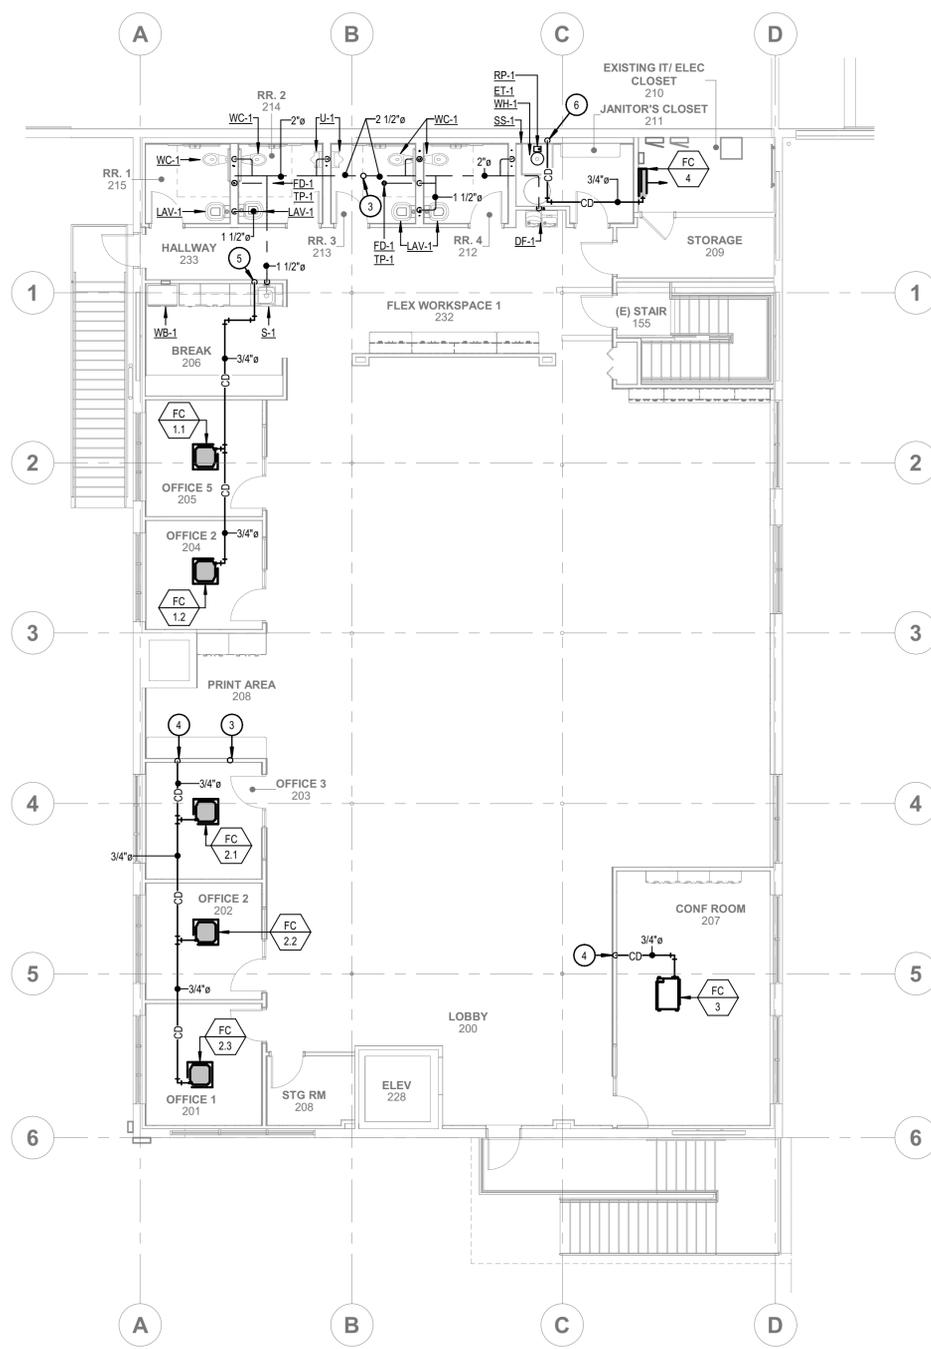 A B C D
EXISTING IT/ ELEC
CLOSET
210
JANITOR'S CLOSET
211
RP-1
ET-1
WH-1
SS-1
6
RR. 2
214
WC-1
2"ø
U-1
2 1/2"ø
WC-1
WC-1
RR. 1
215
2"ø
CD
3/4"ø
FC
4
FD-1
TP-1
1 1/2"ø
3
CD
LAV-1
LAV-1
1 1/2"ø
RR. 3
213
FD-1
TP-1
LAV-1
RR. 4
212
DF-1
STORAGE
209
HALLWAY
233
5
1 1/2"ø
1
1
FLEX WORKSPACE 1
232
(E) STAIR
155
WB-1
S-1
BREAK
206
3/4"ø
CD
FC
1.1
2
2
OFFICE 5
205
CD
OFFICE 2
204
3/4"ø
FC
1.2
3
3
PRINT AREA
208
4
3
3/4"ø
CD
OFFICE 3
203
4
4
FC
2.1
3/4"ø
CD
OFFICE 2
202
CONF ROOM
207
FC
2.2
4
CD
3/4"ø
5
5
3/4"ø
FC
3
LOBBY
200
CD
FC
2.3
OFFICE 1
201
STG RM
208
ELEV
228
6
6
A B C D